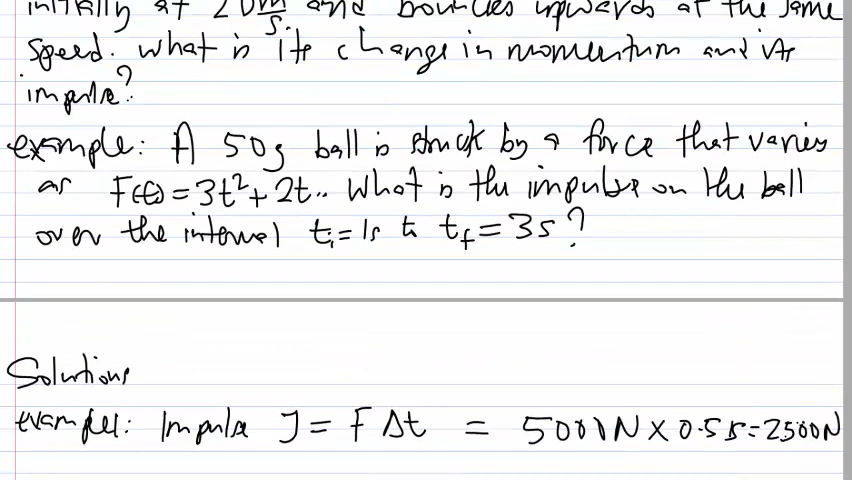 initially at 20 m/s. and bounces upwards at the same
speed. What is its change in momentum and its
impulse?
example: A 50g ball is struck by a force that varies
as F(t) = 3t² + 2t.. What is the impulse on the ball
over the interval ti = 1s to tf = 3s?
Solutions
example: Impulse J = F Δt = 5000N × 0.5s = 2500N